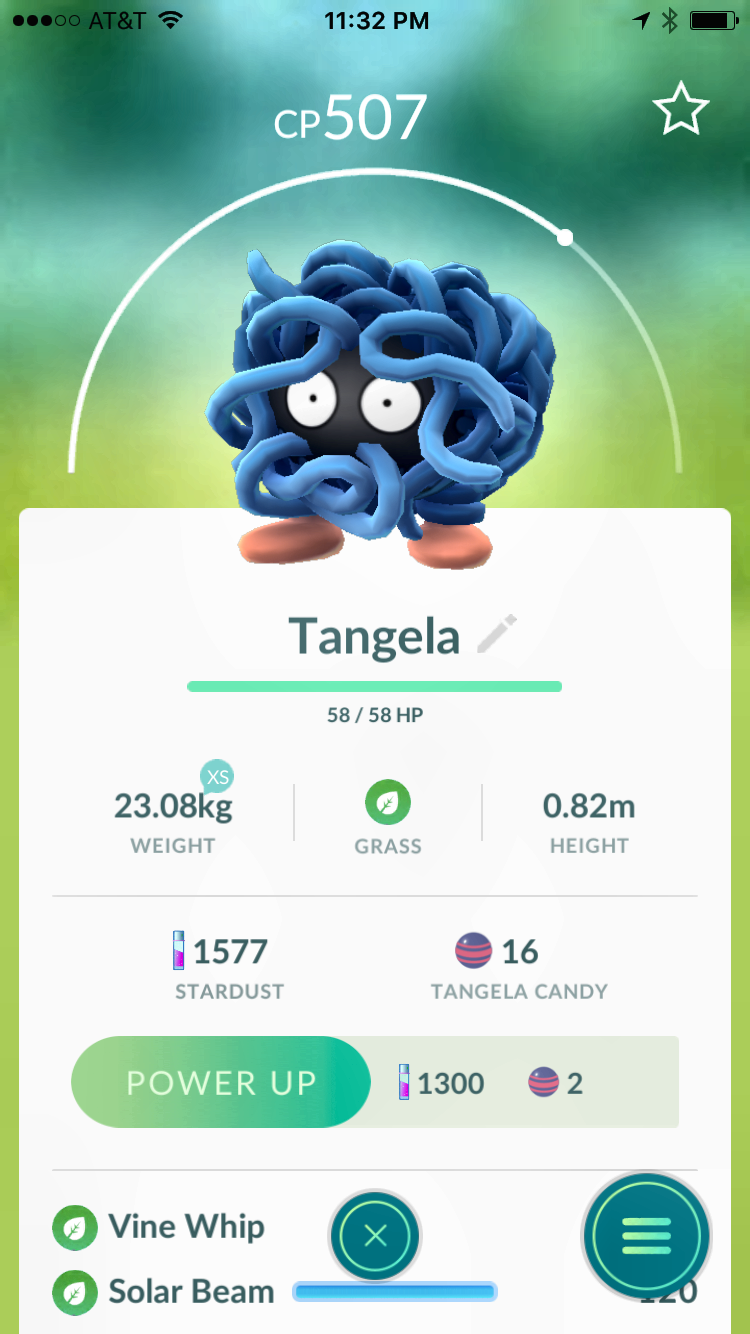 AT&T 11:32 PM
CP507
Tangela
58 / 58 HP
XS
23.08kg 0.82m
WEIGHT GRASS HEIGHT
1577 16
STARDUST TANGELA CANDY
POWER UP 1300 2
Vine Whip
Solar Beam 120